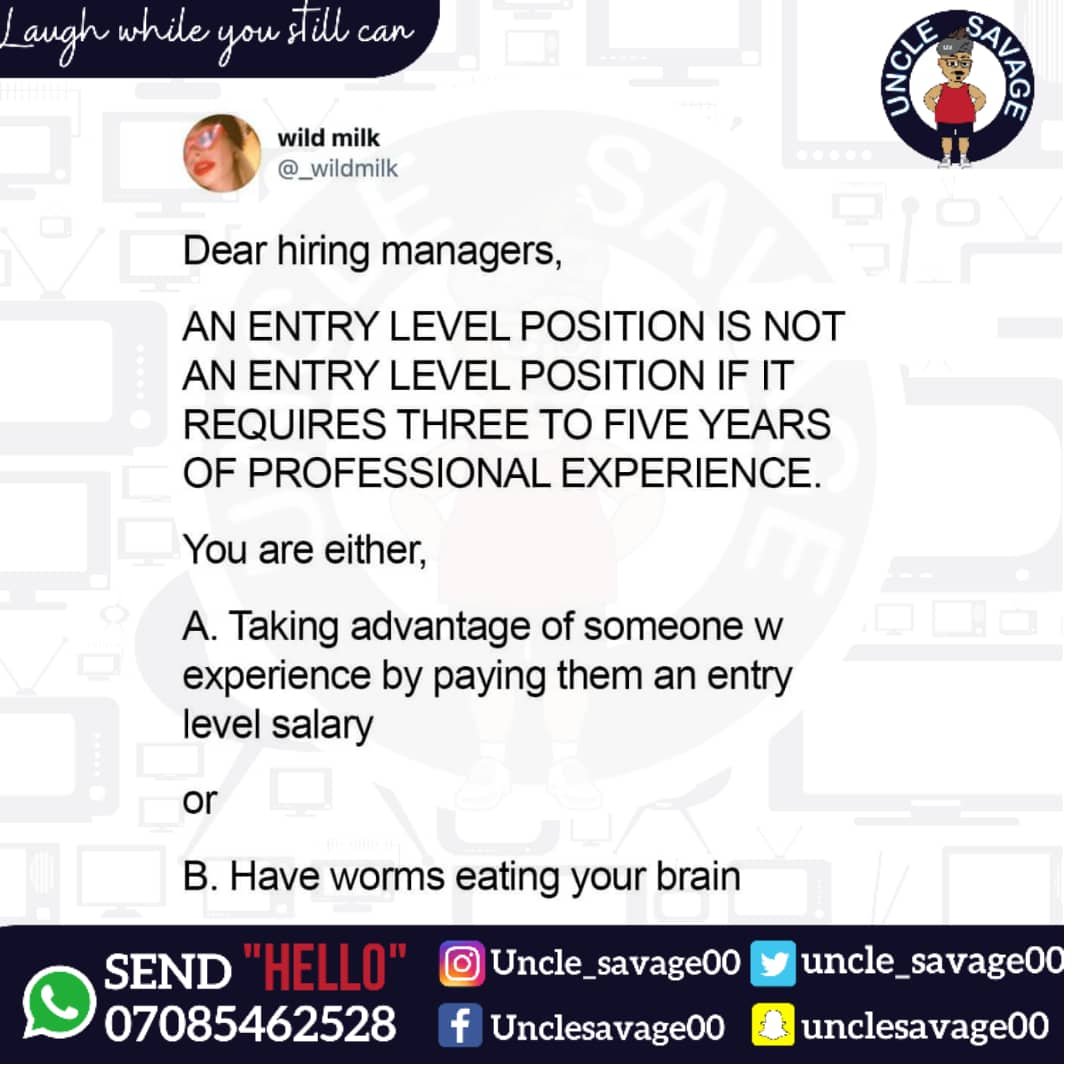 Laugh while you still can
UNCLE SAVAGE
wild milk
@_wildmilk
Dear hiring managers,
AN ENTRY LEVEL POSITION IS NOT
AN ENTRY LEVEL POSITION IF IT
REQUIRES THREE TO FIVE YEARS
OF PROFESSIONAL EXPERIENCE.
You are either,
A. Taking advantage of someone w
experience by paying them an entry
level salary
or
B. Have worms eating your brain
SEND "HELLO"
07085462528
Uncle_savage00
uncle_savage00
Unclesavage00
unclesavage00